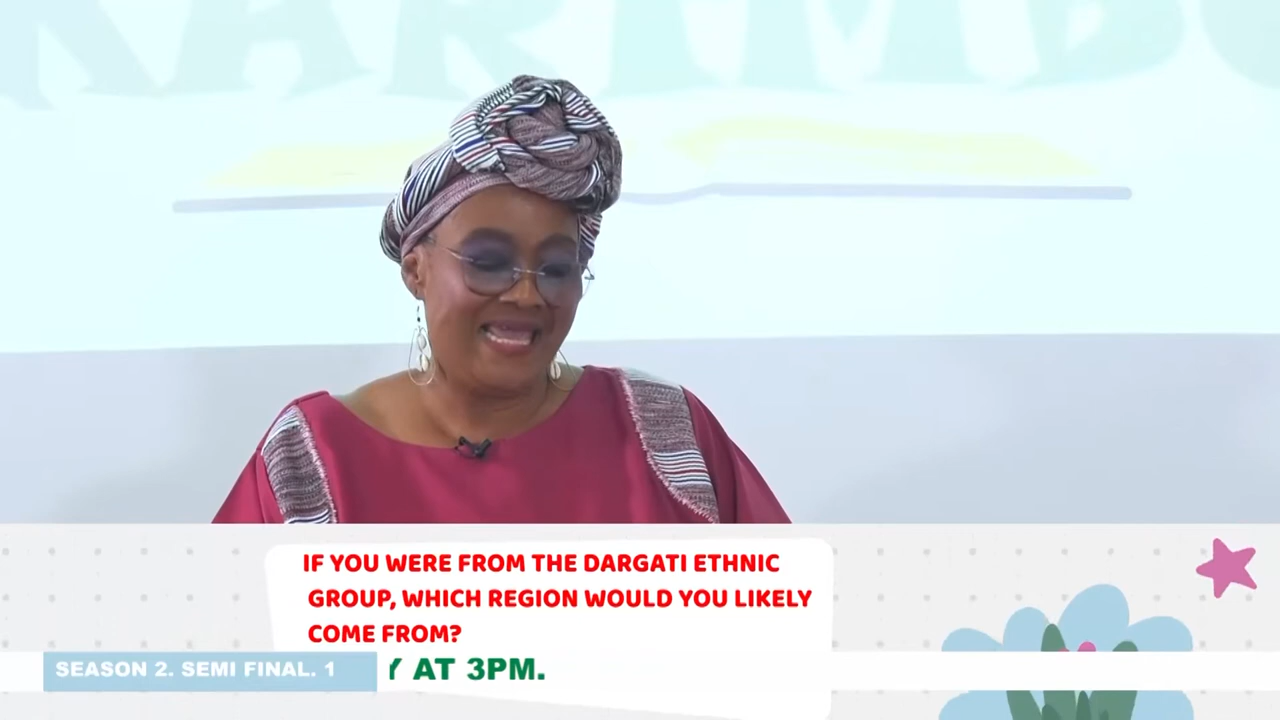 KARIMBO
IF YOU WERE FROM THE DARGATI ETHNIC
GROUP, WHICH REGION WOULD YOU LIKELY
COME FROM?
SEASON 2. SEMI FINAL. 1
Y AT 3PM.